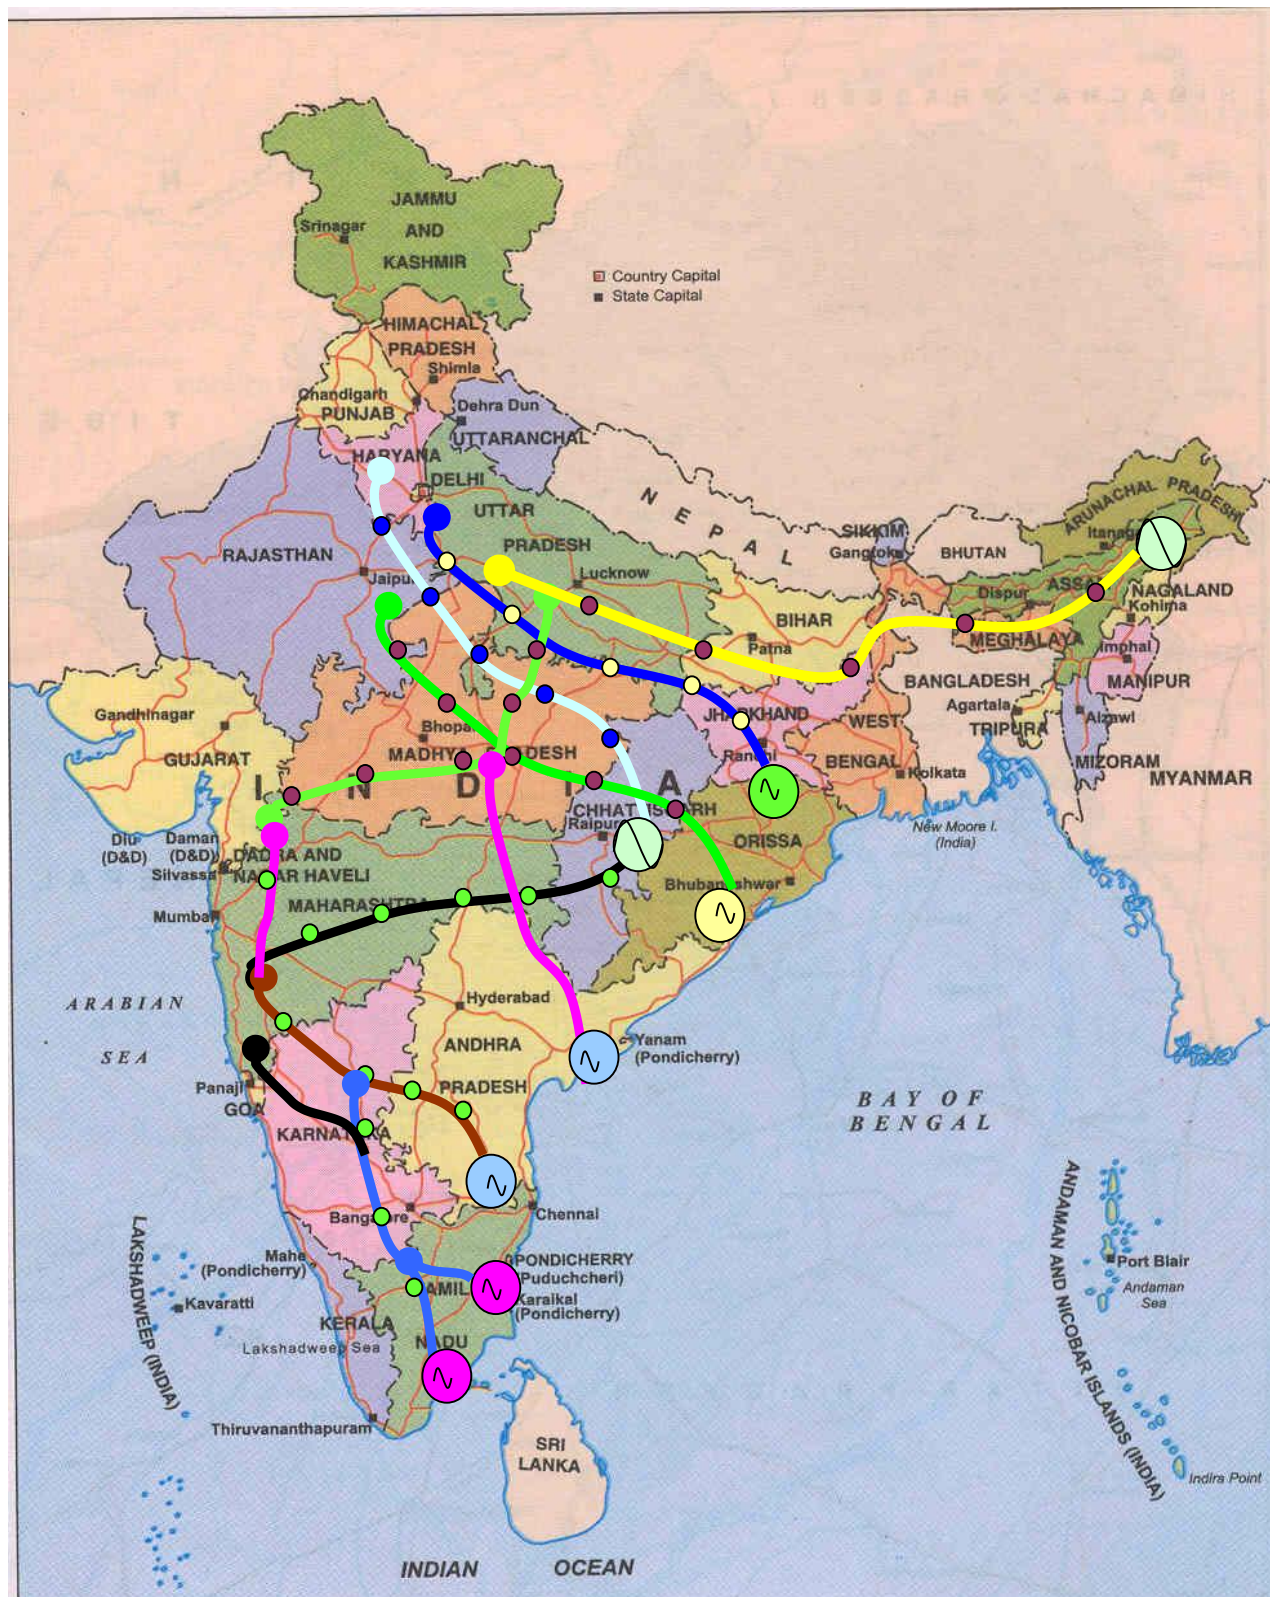 JAMMU
AND
KASHMIR
Srinagar
Country Capital
State Capital
HIMACHAL
PRADESH
Shimla
Chandigarh
PUNJAB
Dehra Dun
UTTARANCHAL
HARYANA
DELHI
UTTAR
PRADESH
Lucknow
RAJASTHAN
Jaipur
NEPAL
SIKKIM
Gangtok
BHUTAN
ARUNACHAL PRADESH
Itanag
ASSA
Dispur
NAGALAND
Kohima
MEGHALAYA
Imphal
MANIPUR
BIHAR
Patna
BANGLADESH
Agartala
TRIPURA
Aizawl
MIZORAM
MYANMAR
JHARKHAND
Ranchi
WEST
BENGAL
Kolkata
Gandhinagar
GUJARAT
Bhopal
MADHYA
DESH
I N D I A
CHHATTISGARH
Raipur
ORISSA
Bhubaneshwar
New Moore I.
(India)
Diu
(D&D)
Daman
(D&D)
Silvassa
DADRA AND
NAGAR HAVELI
Mumbai
MAHARASHTRA
ARABIAN
SEA
Hyderabad
ANDHRA
PRADESH
Yanam
(Pondicherry)
Panaji
GOA
KARNATAKA
BAY OF
BENGAL
Bangalore
Chennai
Mahe
(Pondicherry)
PONDICHERRY
(Puduchcheri)
Karaikal
(Pondicherry)
AMIL
NADU
KERALA
Lakshadweep Sea
LAKSHADWEEP (INDIA)
Kavaratti
Thiruvananthapuram
SRI
LANKA
ANDAMAN AND NICOBAR ISLANDS (INDIA)
Port Blair
Andaman
Sea
Indira Point
INDIAN OCEAN